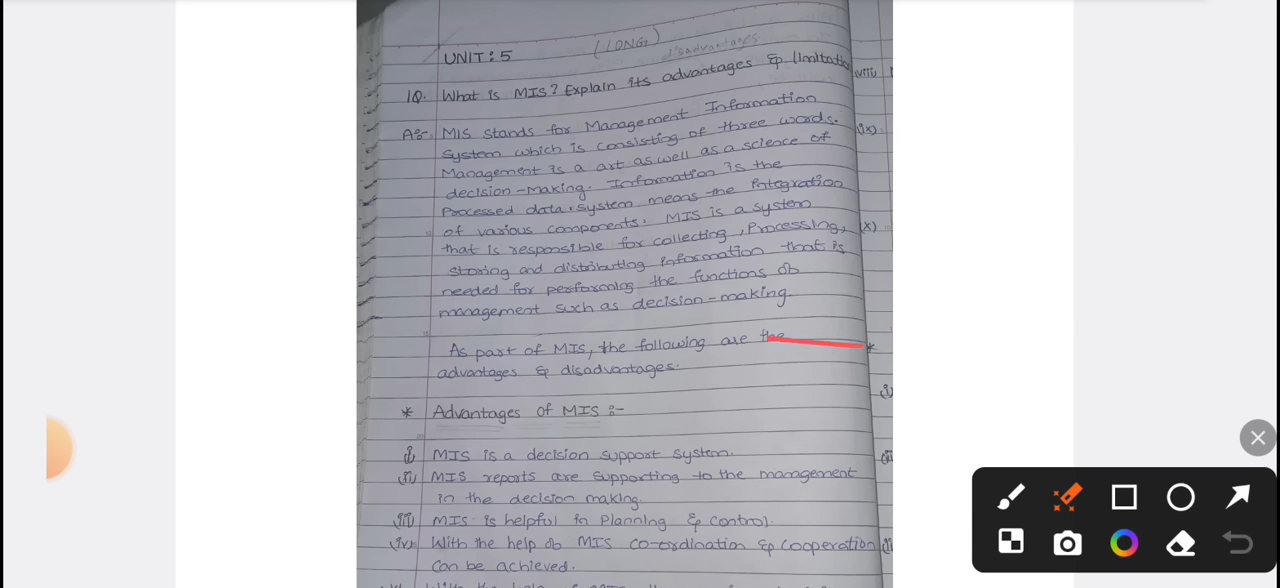 UNIT: 5 (LONG)
disadvantages
1Q. What is MIS? Explain its advantages & limitatio
viii
A:- MIS stands for Management Information
System which is consisting of three words.
(ix)
Management is a art as well as a science of
decision-Making. Information is the
Processed data. System means the integration
of various components. MIS is a system
that is responsible for collecting, Processing,
(x)
storing and distributing information that is
needed for performing the functions of
management such as decision-making.
As part of MIS, the following are the
*
advantages & disadvantages.
(i)
* Advantages of MIS :-
i) MIS is a decision support system.
(ii) MIS reports are supporting to the management
in the decision making.
(iii) MIS is helpful in Planning & Control.
(iv) With the help of MIS co-ordination & cooperation
can be achieved.